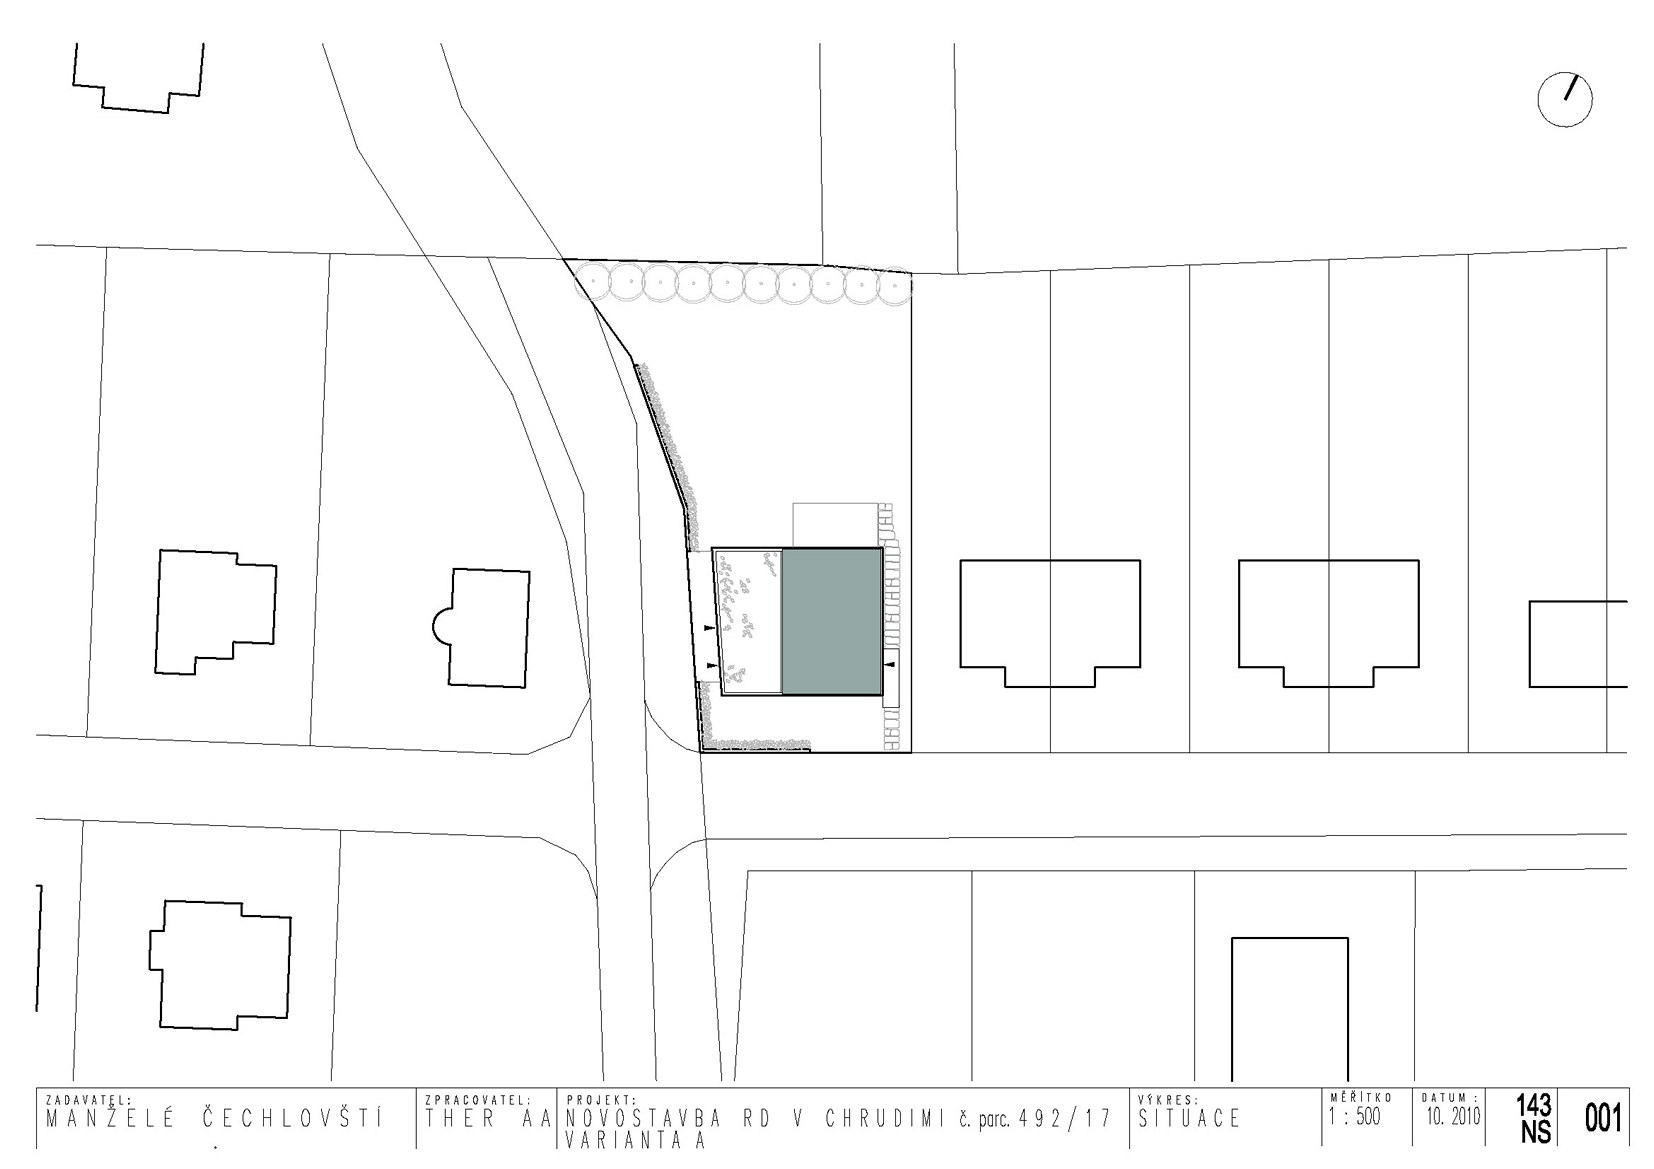 ZADAVATEL:
MANŽELÉ ČECHLOVŠTÍ
ZPRACOVATEL:
THER AA
PROJEKT:
NOVOSTAVBA RD V CHRUDIMI č. parc. 492/17
VARIANTA A
VÝKRES:
SITUACE
MĚŘÍTKO
1 : 500
DATUM :
10. 2010
143
NS
001